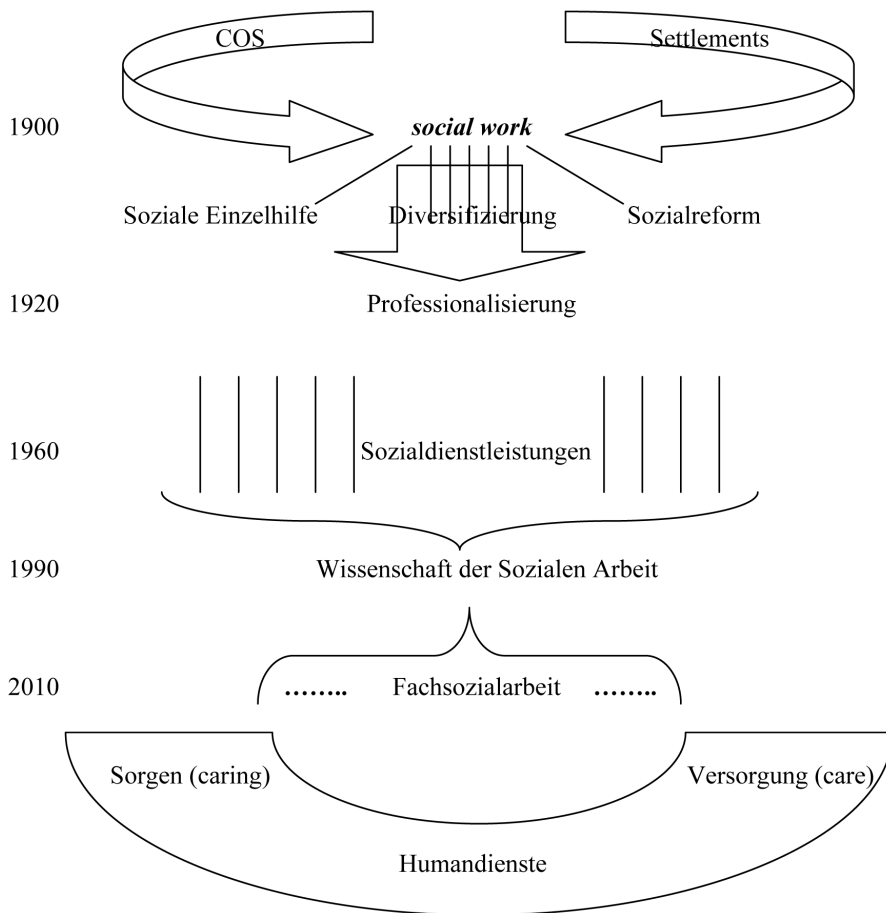 COS Settlements
1900 social work
Soziale Einzelhilfe Diversifizierung Sozialreform
1920 Professionalisierung
1960 Sozialdienstleistungen
1990 Wissenschaft der Sozialen Arbeit
2010 …….. Fachsozialarbeit ……..
Sorgen (caring) Versorgung (care)
Humandienste